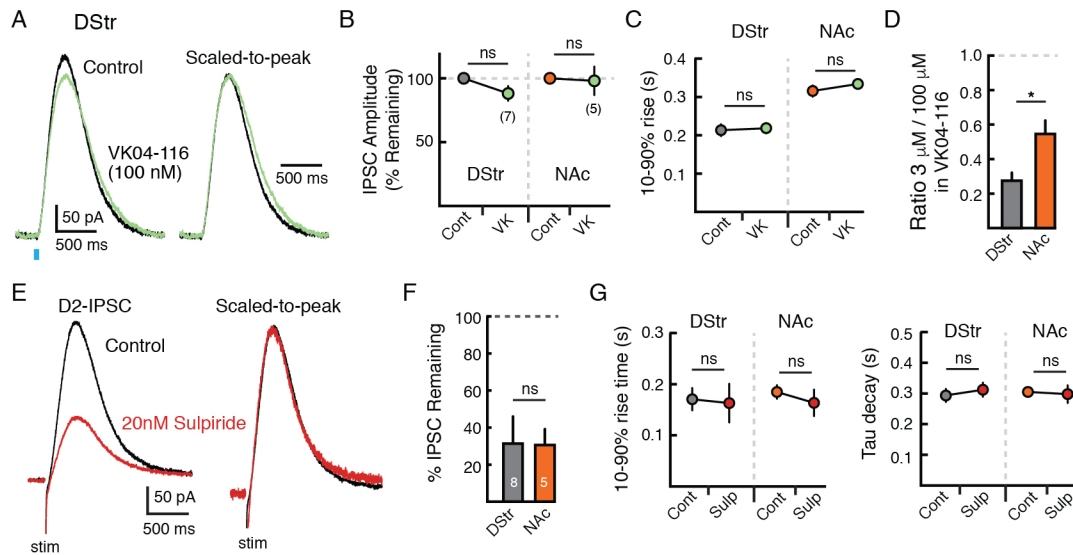 A
DStr
Control
Scaled-to-peak
VK04-116
(100 nM)
50 pA
500 ms
500 ms
B
IPSC Amplitude
(% Remaining)
100
50
ns
ns
(7)
(5)
DStr
NAc
Cont
VK
Cont
VK
C
DStr
NAc
10-90% rise (s)
0.4
0.3
0.2
0.1
ns
ns
Cont
VK
Cont
VK
D
Ratio 3 µM / 100 µM
in VK04-116
1.0
0.8
0.6
0.4
0.2
*
DStr
NAc
E
D2-IPSC
Control
Scaled-to-peak
20nM Sulpiride
50 pA
500 ms
stim
stim
F
% IPSC Remaining
100
80
60
40
20
ns
8
5
DStr
NAc
G
10-90% rise time (s)
0.3
0.2
0.1
DStr
NAc
ns
ns
Cont
Sulp
Cont
Sulp
Tau decay (s)
0.5
0.4
0.3
0.2
0.1
DStr
NAc
ns
ns
Cont
Sulp
Cont
Sulp